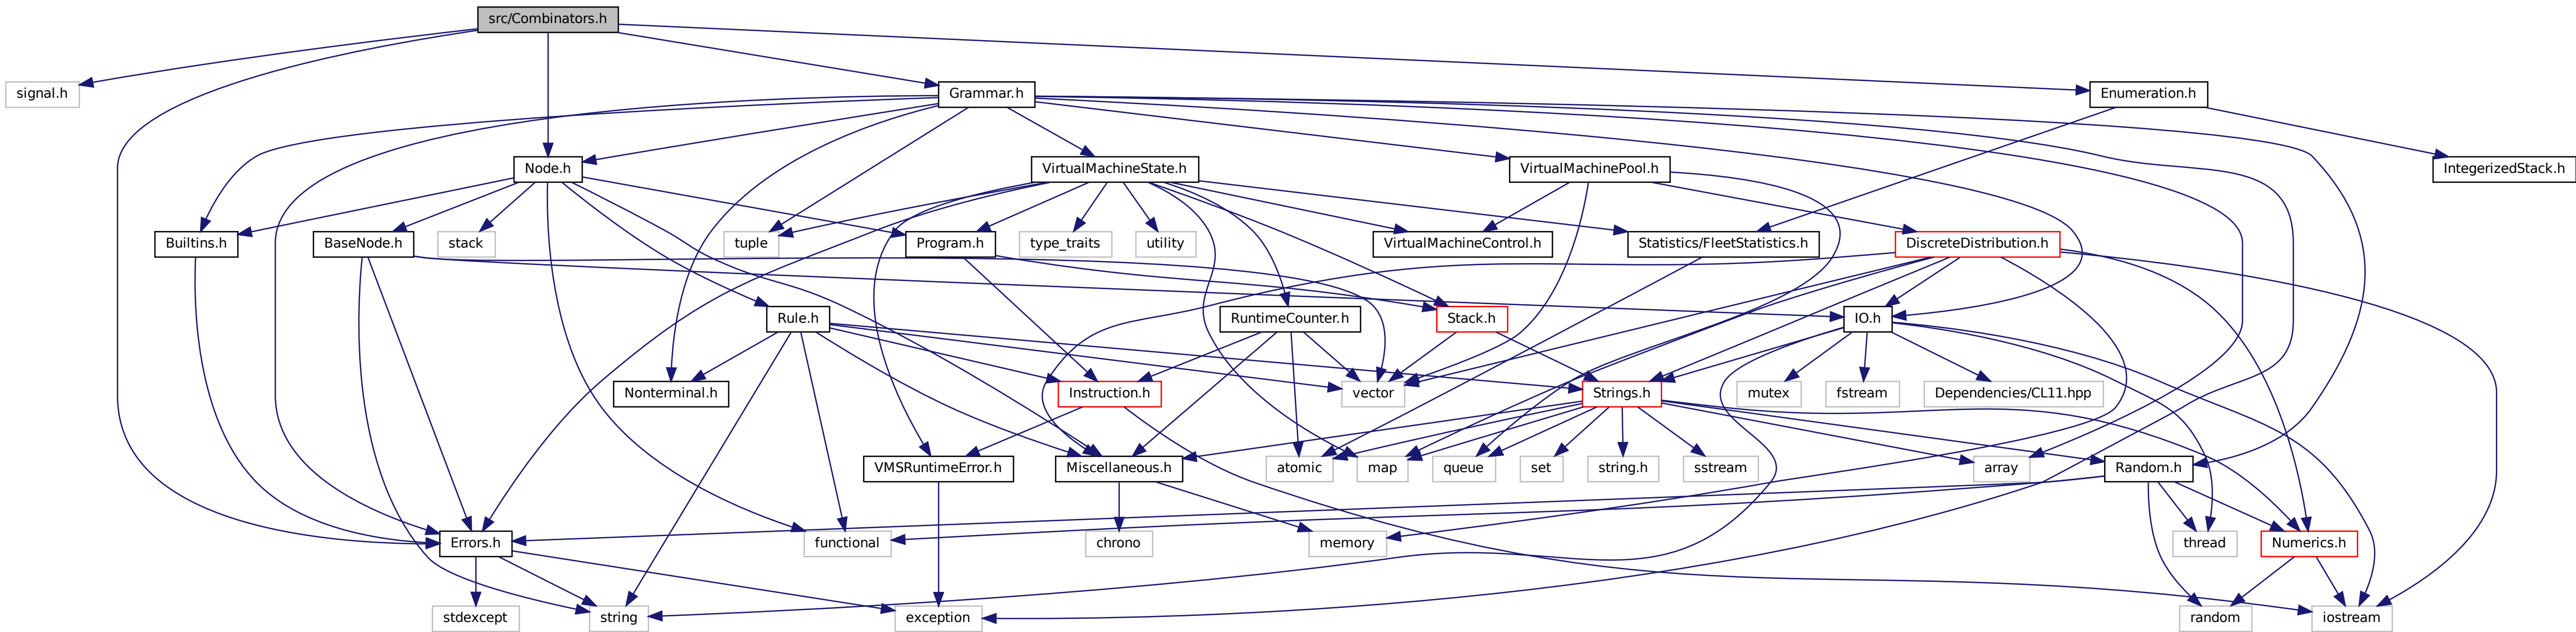 src/Combinators.h
signal.h
Grammar.h
Enumeration.h
Node.h
VirtualMachineState.h
VirtualMachinePool.h
IntegerizedStack.h
Builtins.h
BaseNode.h
stack
tuple
Program.h
type_traits
utility
VirtualMachineControl.h
Statistics/FleetStatistics.h
DiscreteDistribution.h
Rule.h
RuntimeCounter.h
Stack.h
IO.h
Nonterminal.h
Instruction.h
vector
Strings.h
mutex
fstream
Dependencies/CL11.hpp
VMSRuntimeError.h
Miscellaneous.h
atomic
map
queue
set
string.h
sstream
array
Random.h
Errors.h
functional
chrono
memory
thread
Numerics.h
stdexcept
string
exception
random
iostream